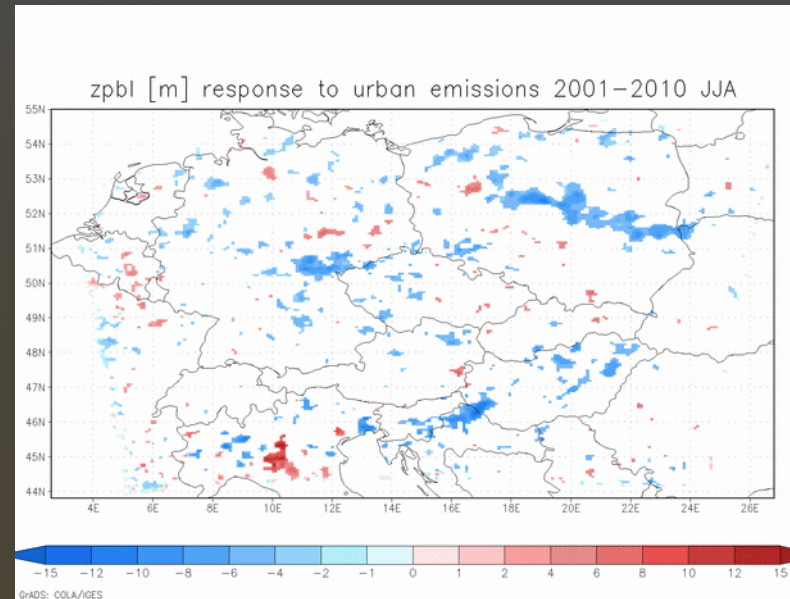 zpbl [m] response to urban emissions 2001-2010 JJA
55N
54N
53N
52N
51N
50N
49N
48N
47N
46N
45N
44N
4E 6E 8E 10E 12E 14E 16E 18E 20E 22E 24E 26E
-15 -12 -10 -8 -6 -4 -2 -1 0 1 2 4 6 8 10 12 15
GrADS: COLA/IGES